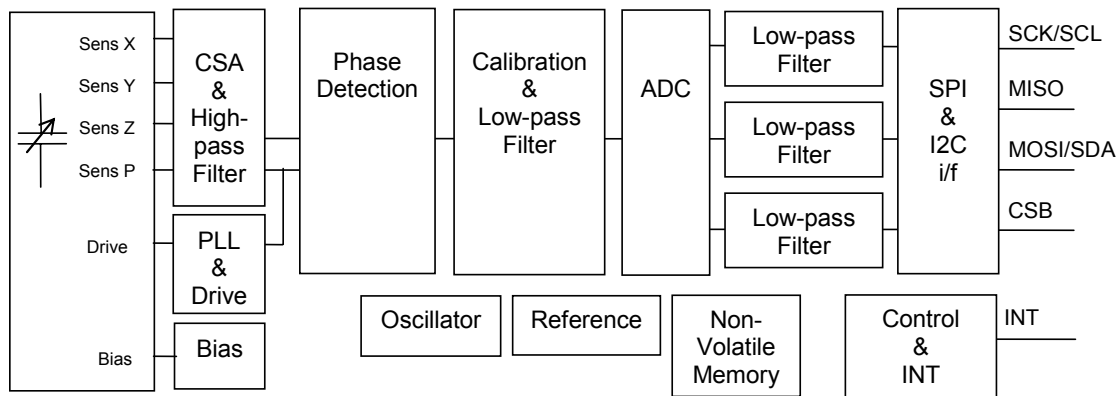 Sens X
Sens Y
Sens Z
Sens P
Drive
Bias
CSA
&
High-
pass
Filter
PLL
&
Drive
Bias
Phase
Detection
Calibration
&
Low-pass
Filter
ADC
Low-pass
Filter
Low-pass
Filter
Low-pass
Filter
SPI
&
I2C
i/f
SCK/SCL
MISO
MOSI/SDA
CSB
Oscillator
Reference
Non-
Volatile
Memory
Control
&
INT
INT